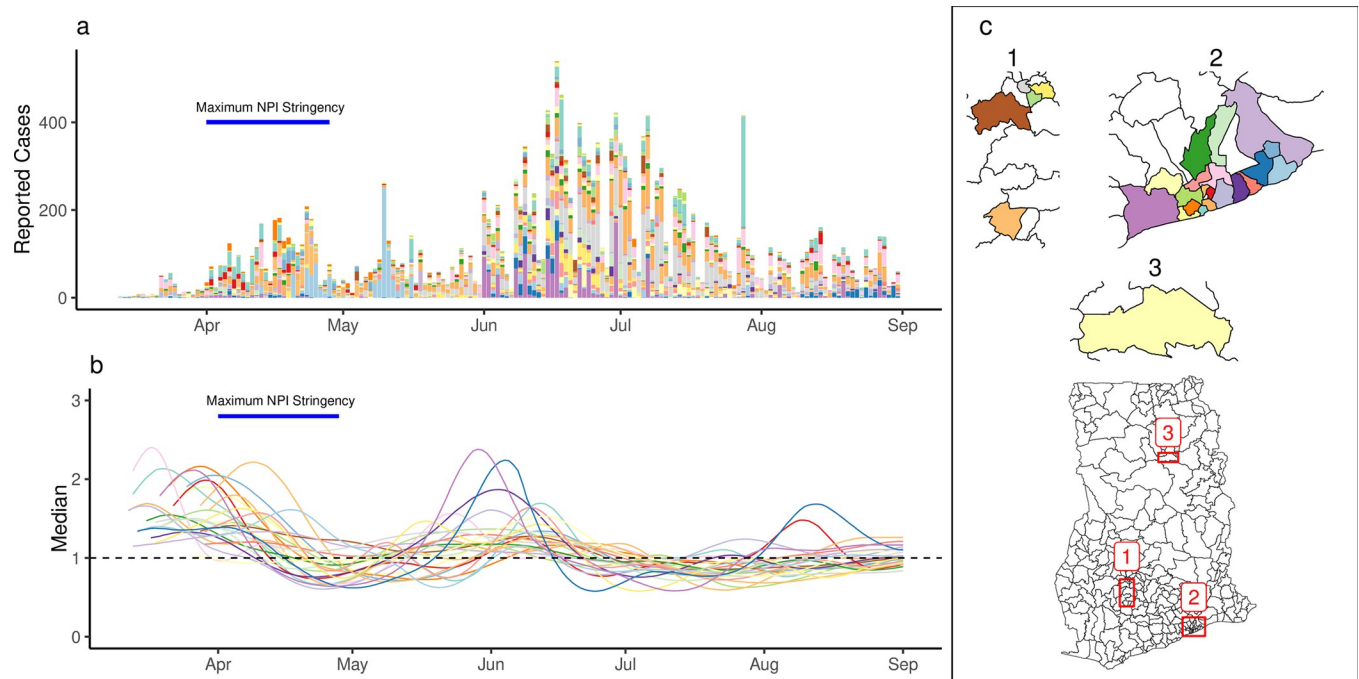 a
Maximum NPI Stringency
Reported Cases
400
200
0
Apr May Jun Jul Aug Sep
b
Maximum NPI Stringency
Median
3
2
1
0
Apr May Jun Jul Aug Sep
c
1 2
3
3
1
2